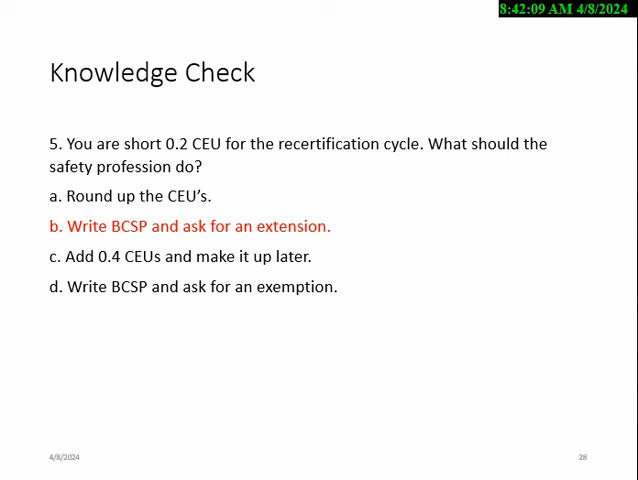 8:42:09 AM 4/8/2024
Knowledge Check
5. You are short 0.2 CEU for the recertification cycle. What should the
safety profession do?
a. Round up the CEU's.
b. Write BCSP and ask for an extension.
c. Add 0.4 CEUs and make it up later.
d. Write BCSP and ask for an exemption.
4/8/2024
28